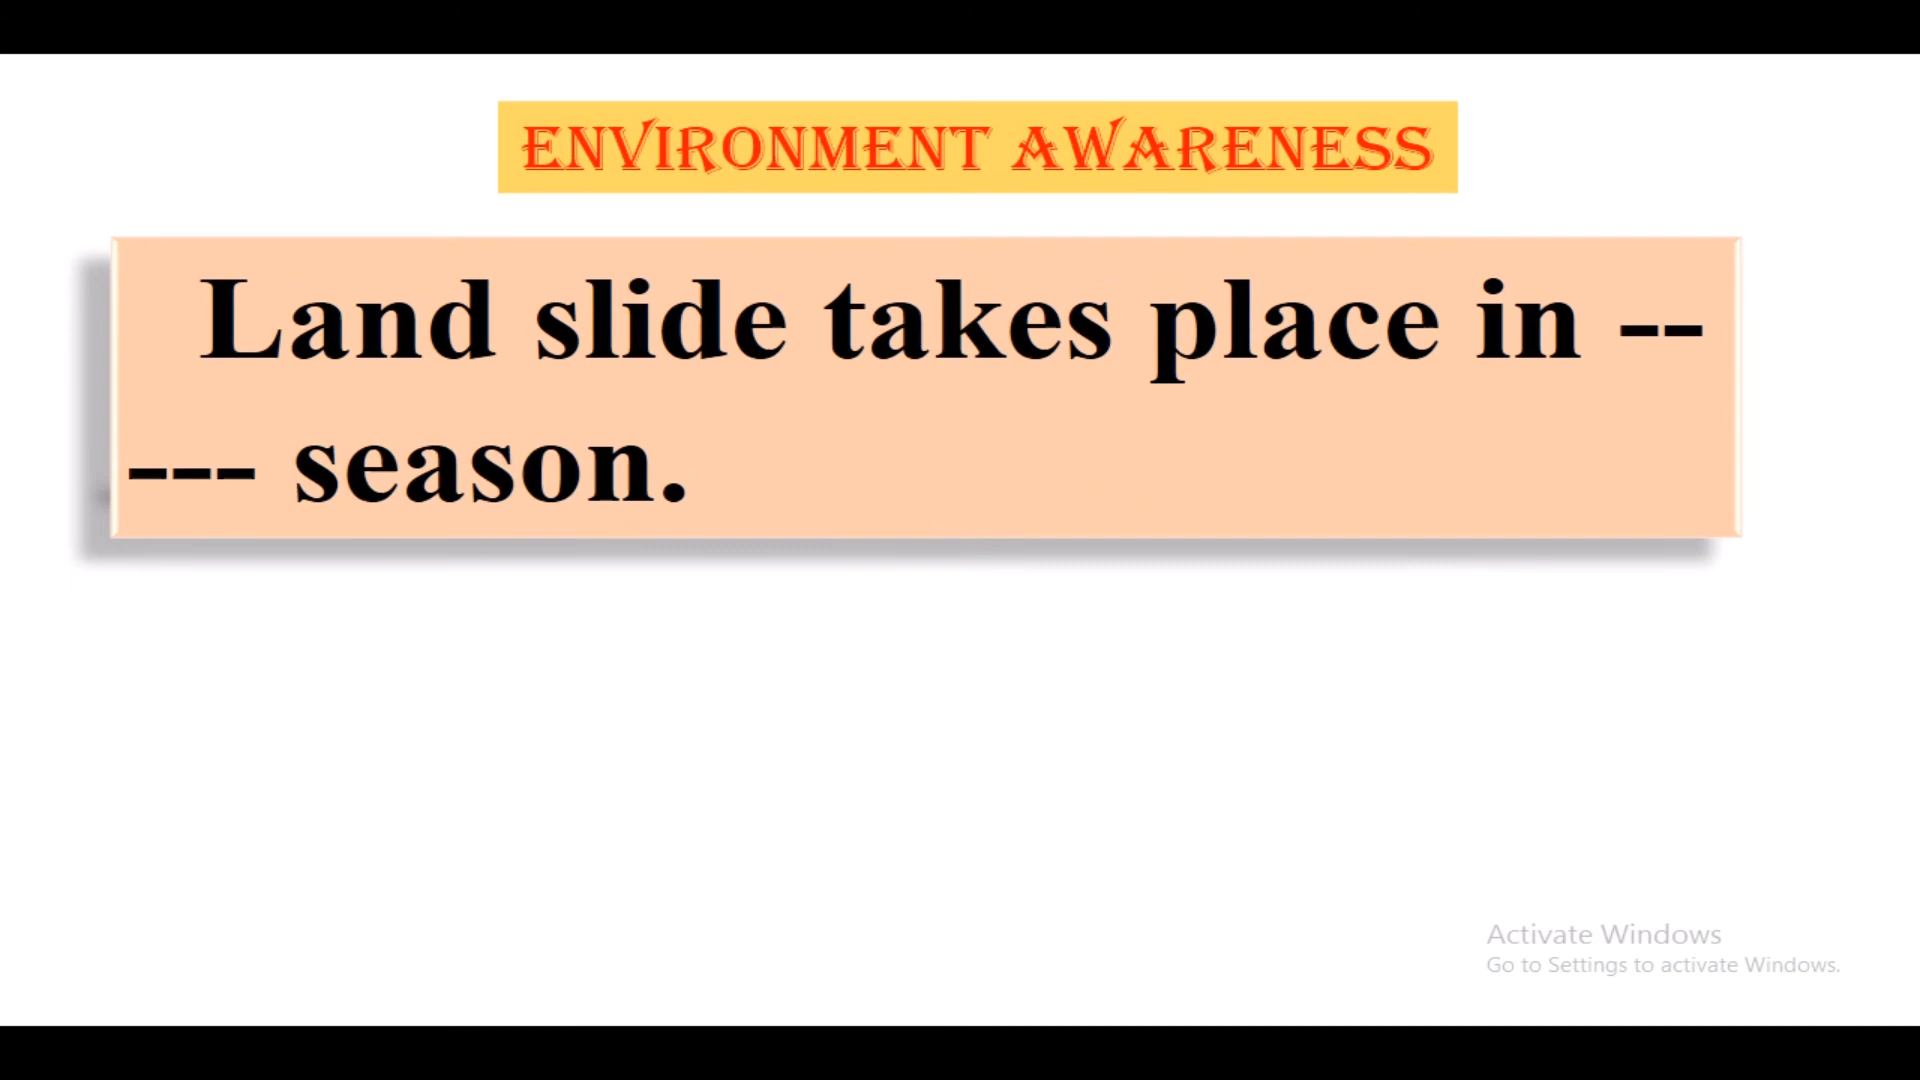 ENVIRONMENT AWARENESS
Land slide takes place in --
--- season.
Activate Windows
Go to Settings to activate Windows.